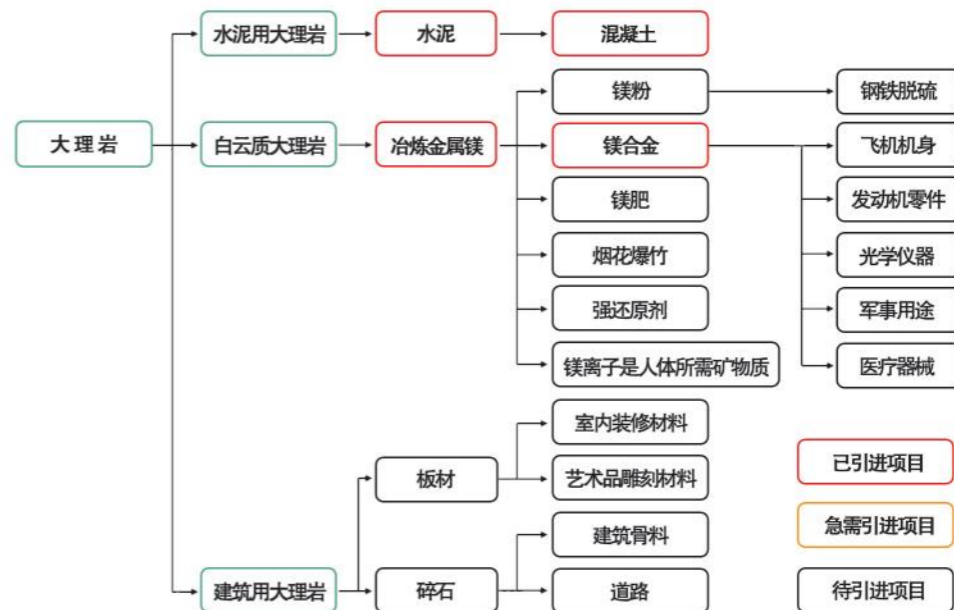 水泥用大理岩
水泥
混凝土
镁粉
钢铁脱硫
大理岩
白云质大理岩
冶炼金属镁
镁合金
飞机机身
镁肥
发动机零件
烟花爆竹
光学仪器
强还原剂
军事用途
镁离子是人体所需矿物质
医疗器械
室内装修材料
板材
艺术品雕刻材料
建筑骨料
建筑用大理岩
碎石
道路
已引进项目
急需引进项目
待引进项目